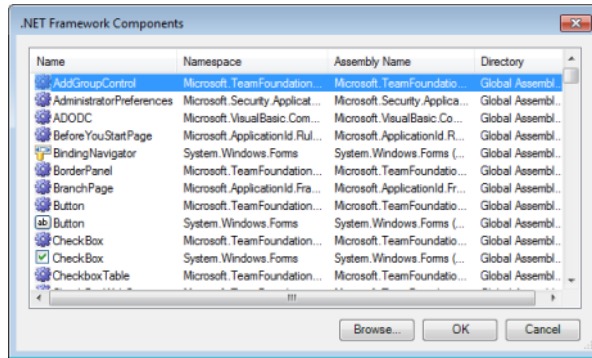 .NET Framework Components
Name Namespace Assembly Name Directory
AddGroupControl Microsoft.TeamFoundation... Microsoft.TeamFoundatio... Global Assembl...
AdministratorPreferences Microsoft.Security.Applicat... Microsoft.Security.Applica... Global Assembl...
ADODC Microsoft.VisualBasic.Com... Microsoft.VisualBasic.Co... Global Assembl...
BeforeYouStartPage Microsoft.ApplicationId.Rul... Microsoft.ApplicationId.R... Global Assembl...
BindingNavigator System.Windows.Forms System.Windows.Forms (... Global Assembl...
BorderPanel Microsoft.TeamFoundation... Microsoft.TeamFoundatio... Global Assembl...
BranchPage Microsoft.ApplicationId.Fra... Microsoft.ApplicationId.Fr... Global Assembl...
Button Microsoft.TeamFoundation... Microsoft.TeamFoundatio... Global Assembl...
ab Button System.Windows.Forms System.Windows.Forms (... Global Assembl...
CheckBox Microsoft.TeamFoundation... Microsoft.TeamFoundatio... Global Assembl...
CheckBox System.Windows.Forms System.Windows.Forms (... Global Assembl...
CheckboxTable Microsoft.TeamFoundation... Microsoft.TeamFoundatio... Global Assembl...
Browse... OK Cancel